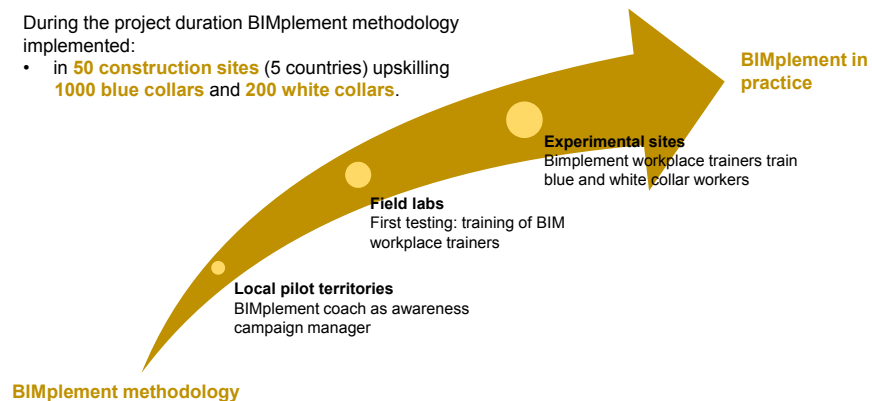 During the project duration BIMplement methodology
implemented:
• in 50 construction sites (5 countries) upskilling
1000 blue collars and 200 white collars.
BIMplement in
practice
Experimental sites
Bimplement workplace trainers train
blue and white collar workers
Field labs
First testing: training of BIM
workplace trainers
Local pilot territories
BIMplement coach as awareness
campaign manager
BIMplement methodology